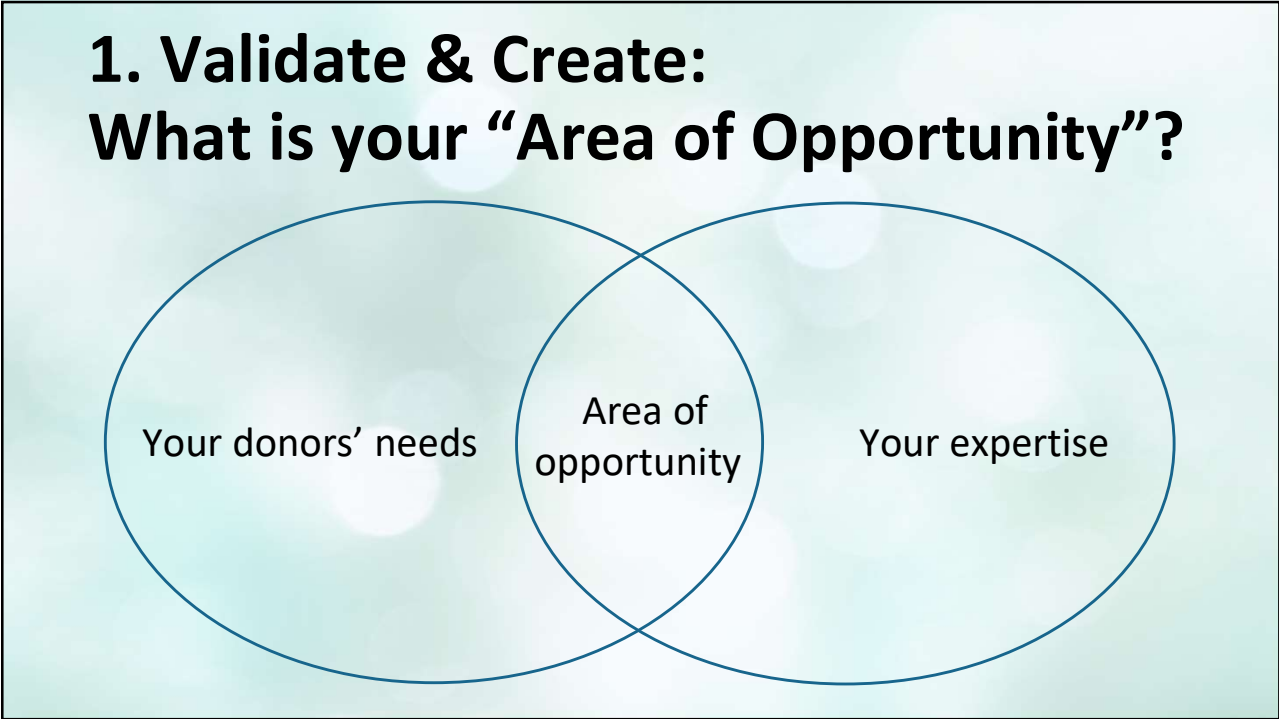 1. Validate & Create:
What is your “Area of Opportunity”?
Your donors’ needs
Area of
opportunity
Your expertise